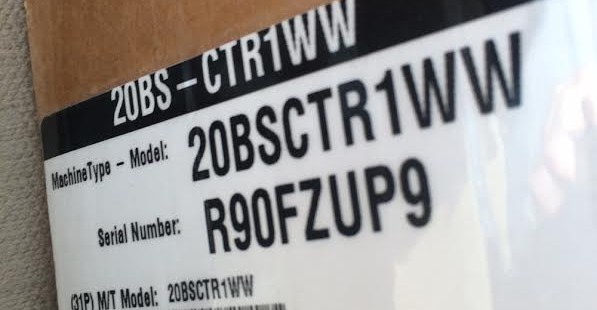 20BS-CTR1WW
MachineType - Model: 20BSCTR1WW
Serial Number: R90FZUP9
(31P) M/T Model: 20BSCTR1WW